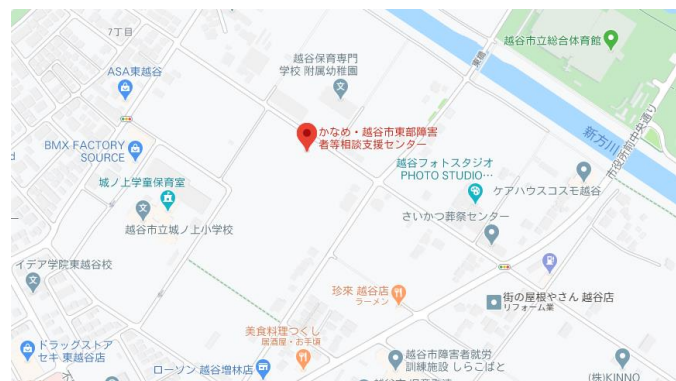 7丁目
越谷市立総合体育館
越谷保育専門
学校 附属幼稚園
東橋
ASA東越谷
かなめ・越谷市東部障害
者等相談支援センター
新方川
市役所前中央通り
BMX FACTORY
SOURCE
越谷フォトスタジオ
PHOTO STUDIO…
城ノ上学童保育室
ケアハウスコスモ越谷
さいかつ葬祭センター
越谷市立城ノ上小学校
イデア学院東越谷校
珍來 越谷店
ラーメン
街の屋根やさん 越谷店
リフォーム業
美食料理つくし
居酒屋・お手頃
ドラッグストア
セキ 東越谷店
越谷市障害者就労
訓練施設 しらこばと
ローソン 越谷増林店
(株)KINNO